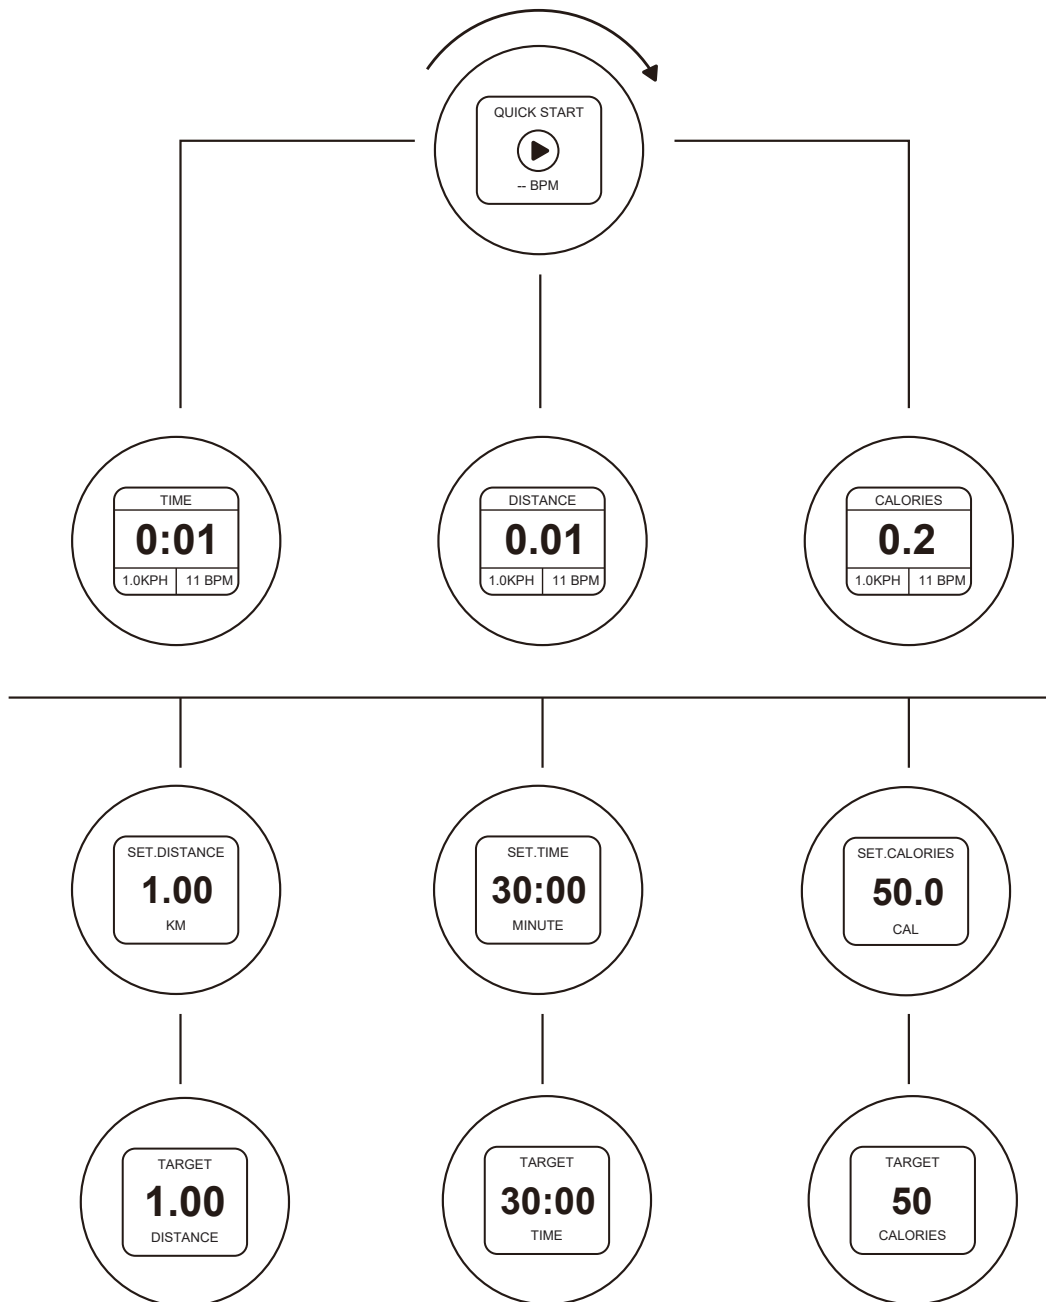 QUICK START
-- BPM
TIME
0:01
1.0KPH 11 BPM
DISTANCE
0.01
1.0KPH 11 BPM
CALORIES
0.2
1.0KPH 11 BPM
SET.DISTANCE
1.00
KM
SET.TIME
30:00
MINUTE
SET.CALORIES
50.0
CAL
TARGET
1.00
DISTANCE
TARGET
30:00
TIME
TARGET
50
CALORIES